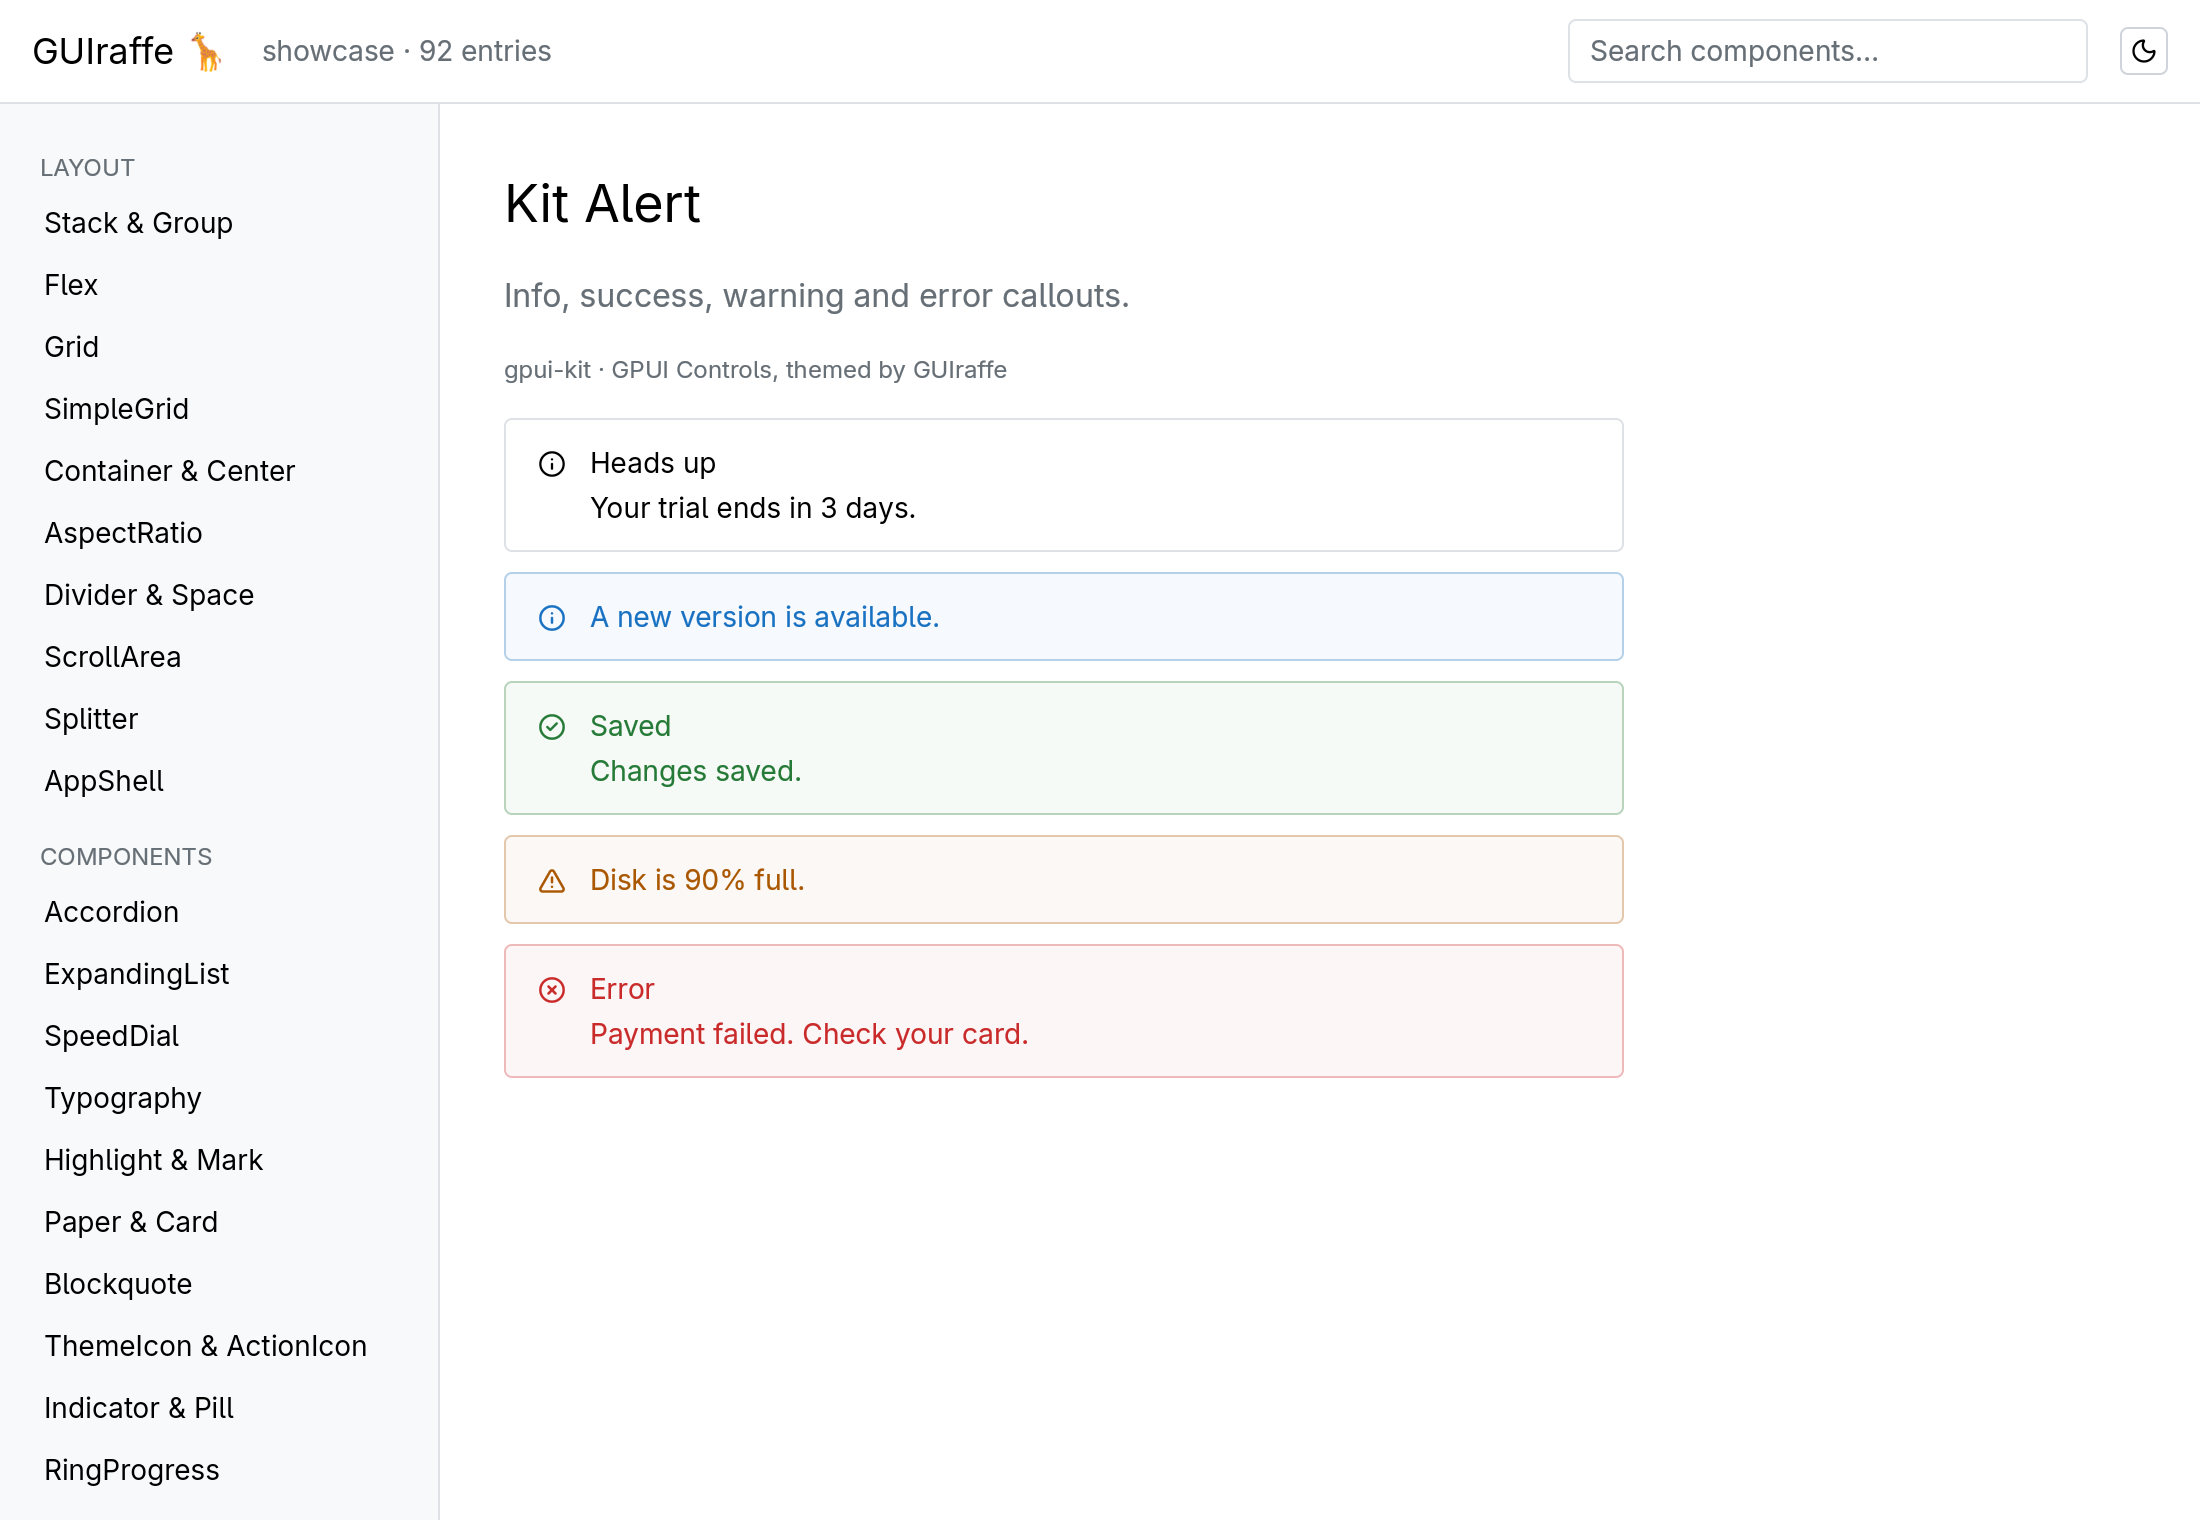 GUIraffe 🦒
showcase · 92 entries
Search components...
LAYOUT
Stack & Group
Flex
Grid
SimpleGrid
Container & Center
AspectRatio
Divider & Space
ScrollArea
Splitter
AppShell
COMPONENTS
Accordion
ExpandingList
SpeedDial
Typography
Highlight & Mark
Paper & Card
Blockquote
ThemeIcon & ActionIcon
Indicator & Pill
RingProgress
Kit Alert
Info, success, warning and error callouts.
gpui-kit · GPUI Controls, themed by GUIraffe
Heads up
Your trial ends in 3 days.
A new version is available.
Saved
Changes saved.
Disk is 90% full.
Error
Payment failed. Check your card.